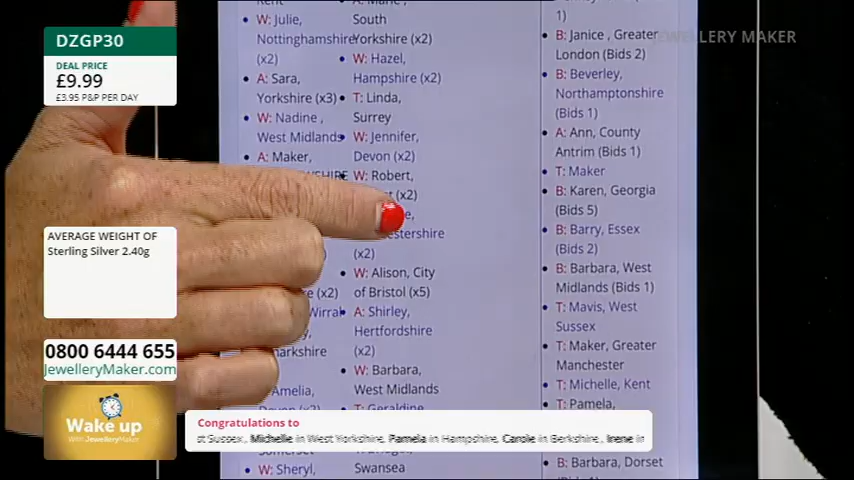 DZGP30
DEAL PRICE
£9.99
£3.95 P&P PER DAY
AVERAGE WEIGHT OF
Sterling Silver 2.40g
0800 6444 655
JewelleryMaker.com
Wake up
WITH JewelleryMaker
W: Julie,
Nottinghamshire
(x2)
A: Sara,
Yorkshire (x3)
W: Nadine ,
West Midlands
A: Maker,
(x2)
Wirral
Amelia,
W: Sheryl,
South
Yorkshire (x2)
W: Hazel,
Hampshire (x2)
T: Linda,
Surrey
W: Jennifer,
Devon (x2)
W: Robert,
(x2)
(x2)
W: Alison, City
of Bristol (x5)
A: Shirley,
Hertfordshire
(x2)
W: Barbara,
West Midlands
T: Geraldine
Swansea
1)
B: Janice , Greater
London (Bids 2)
B: Beverley,
Northamptonshire
(Bids 1)
A: Ann, County
Antrim (Bids 1)
T: Maker
B: Karen, Georgia
(Bids 5)
B: Barry, Essex
(Bids 2)
B: Barbara, West
Midlands (Bids 1)
T: Mavis, West
Sussex
T: Maker, Greater
Manchester
T: Michelle, Kent
T: Pamela,
B: Barbara, Dorset
JEWELLERY MAKER
Congratulations to
st Sussex , Michelle in West Yorkshire, Pamela in Hampshire, Carole in Berkshire , Irene in